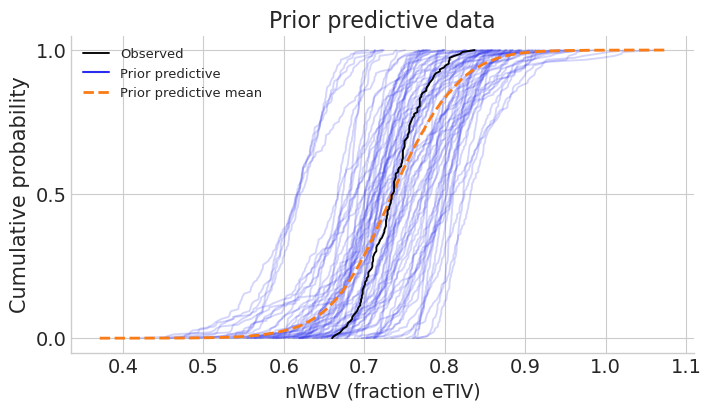 Prior predictive data
Observed
Prior predictive
Prior predictive mean
Cumulative probability
1.0
0.5
0.0
0.4 0.5 0.6 0.7 0.8 0.9 1.0 1.1
nWBV (fraction eTIV)